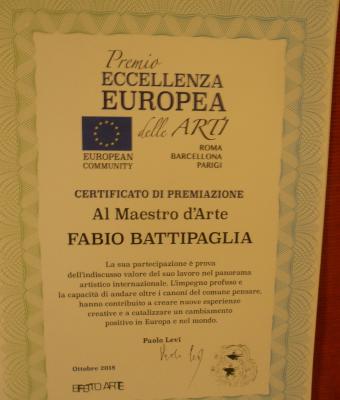 Premio
ECCELLENZA
EUROPEA
delle ARTI
EUROPEAN
COMMUNITY
ROMA
BARCELLONA
PARIGI
CERTIFICATO DI PREMIAZIONE
Al Maestro d'Arte
FABIO BATTIPAGLIA
La sua partecipazione è prova
dell'indiscusso valore del suo lavoro nel panorama
artistico internazionale. L'impegno profuso e
la capacità di andare oltre i canoni del comune pensare,
hanno contribuito a creare nuove esperienze
creative e a catalizzare un cambiamento
positivo in Europa e nel mondo.
Paolo Levi
Paolo Levi
Ottobre 2018
EFFETTO ARTE